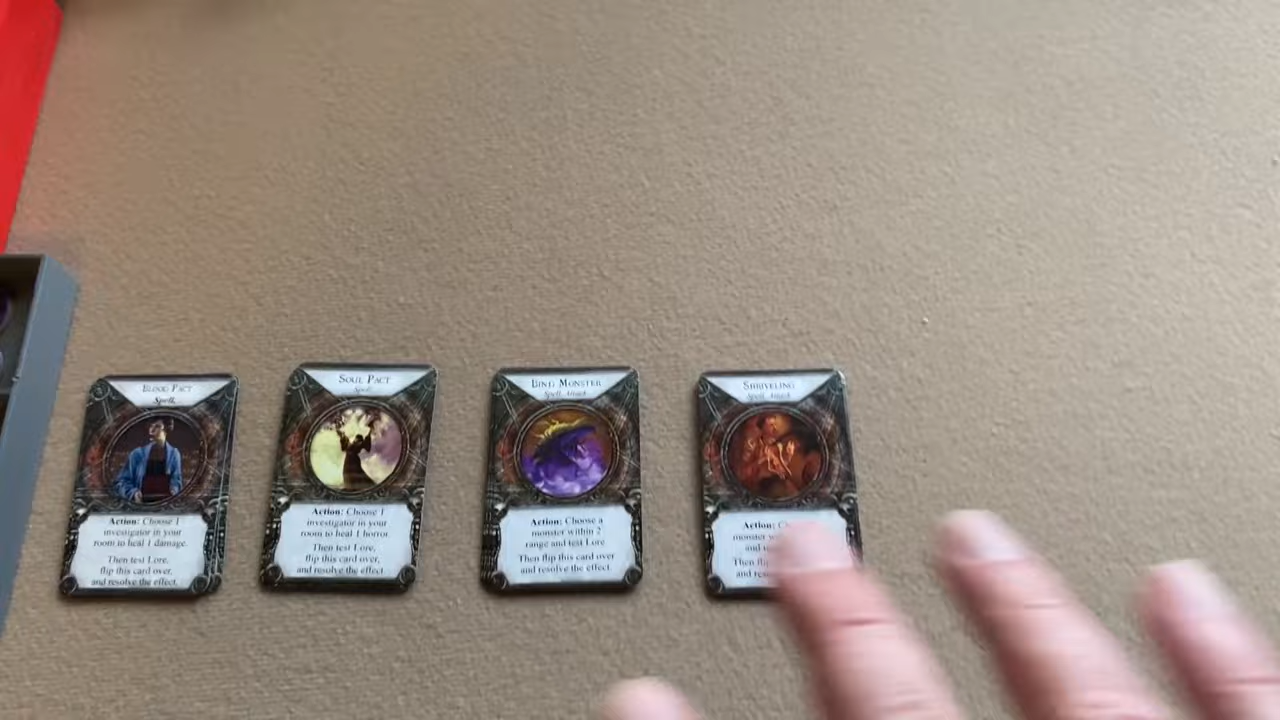 BLOOD PACT
Spell,
Action: Choose 1
investigator in your
room to heal 1 damage.
Then test Lore,
flip this card over,
and resolve the effect.
SOUL PACT
Spell
Action: Choose 1
investigator in your
room to heal 1 horror.
Then test Lore,
flip this card over,
and resolve the effect
BIND MONSTER
Spell, Attack
Action: Choose a
monster within 2
range and test Lore
Then flip this card over
and resolve the effect.
SHRIVELING
Spell, Attack
Action:
monster
and
Then
and